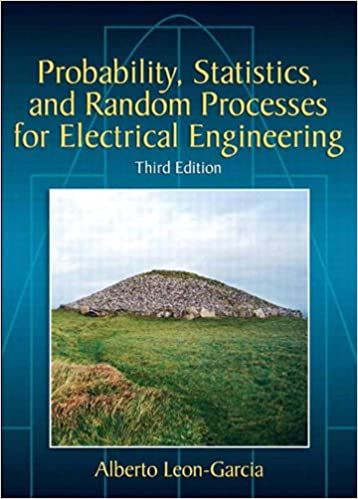 Probability, Statistics,
and Random Processes
for Electrical Engineering
Third Edition
Alberto Leon-Garcia